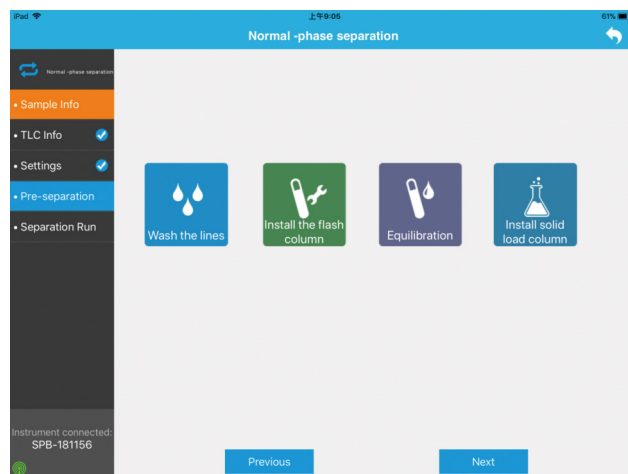 iPad 上午9:05 61%
Normal -phase separation
Normal -phase separation
• Sample Info
• TLC Info
• Settings
• Pre-separation
• Separation Run
Wash the lines
Install the flash
column
Equilibration
Install solid
load column
Instrument connected:
SPB-181156
Previous Next